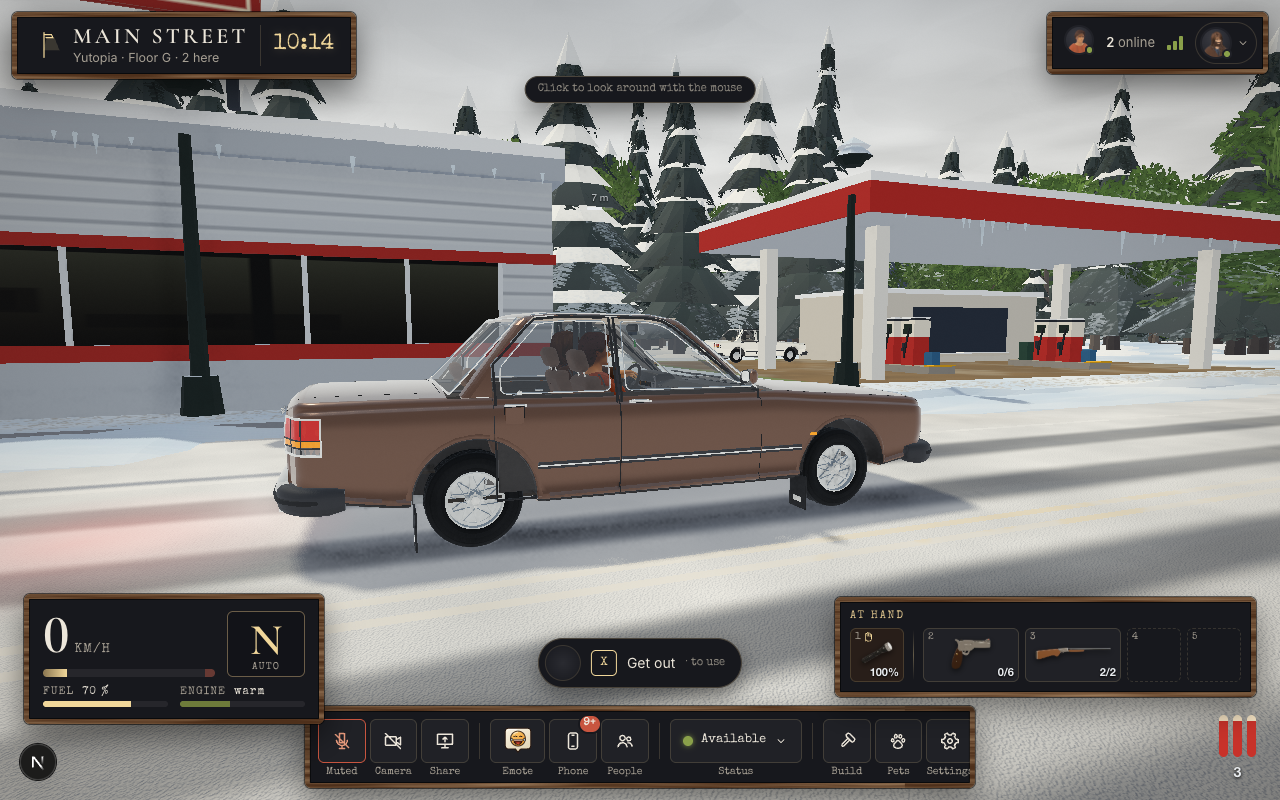 MAIN STREET
Yutopia · Floor G · 2 here
10:14
2 online
Click to look around with the mouse
7 m
0 KM/H
N
AUTO
FUEL 70 %
ENGINE warm
X Get out · to use
AT HAND
1
100%
2
0/6
3
2/2
4
5
Muted
Camera
Share
Emote
9+
Phone
People
Available
Status
Build
Pets
Settings
N
3